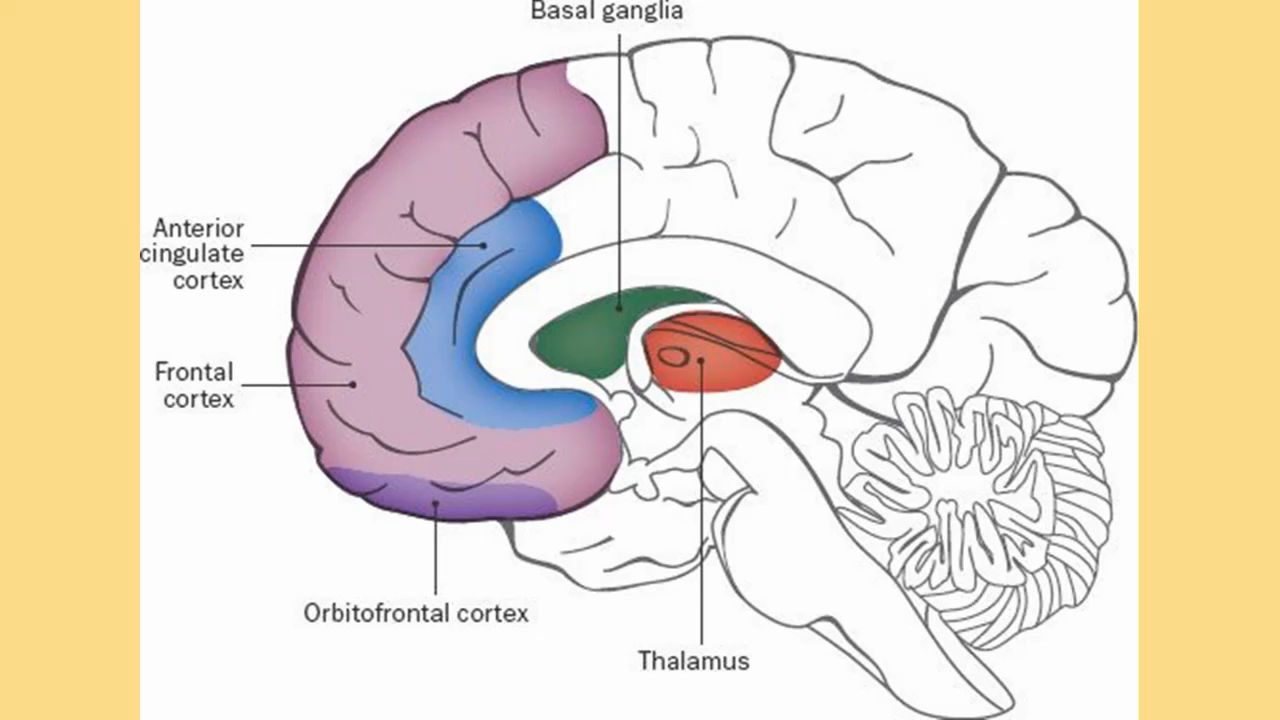 Basal ganglia
Anterior
cingulate
cortex
Frontal
cortex
Orbitofrontal cortex
Thalamus